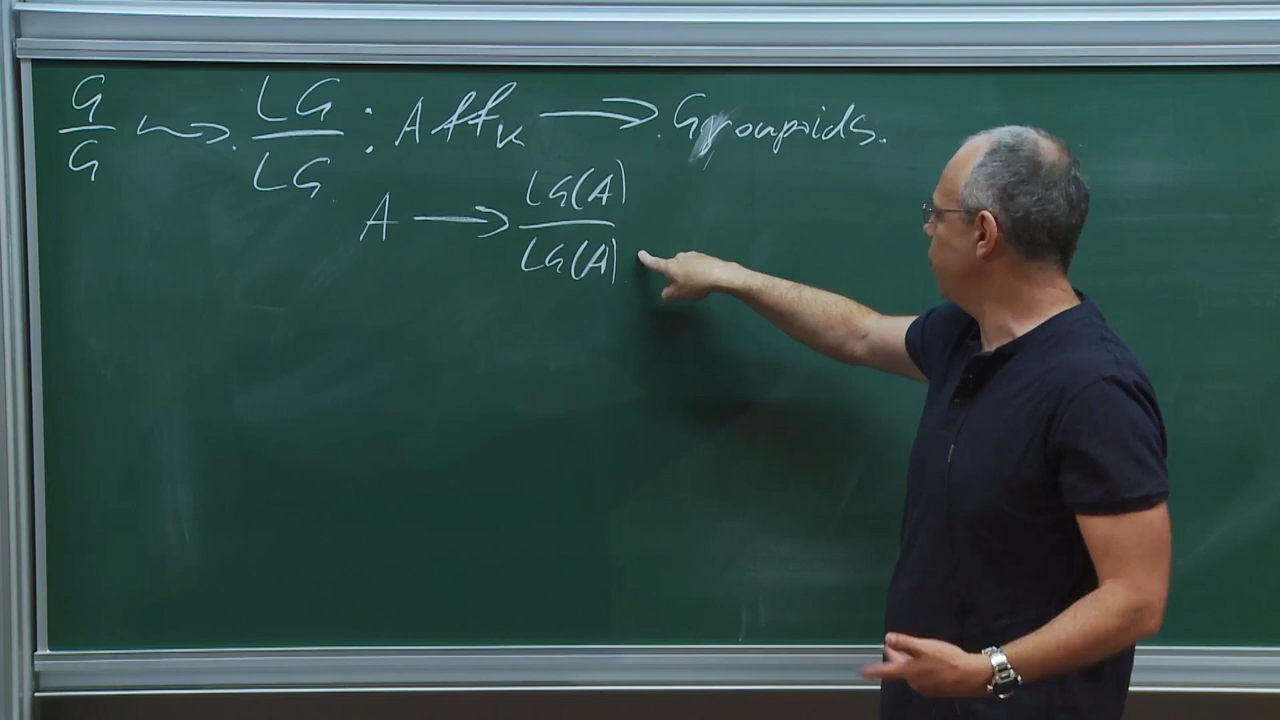 G/G ⇝ LG/LG : Aff_k → Groupoids.
A → LG(A)/LG(A)